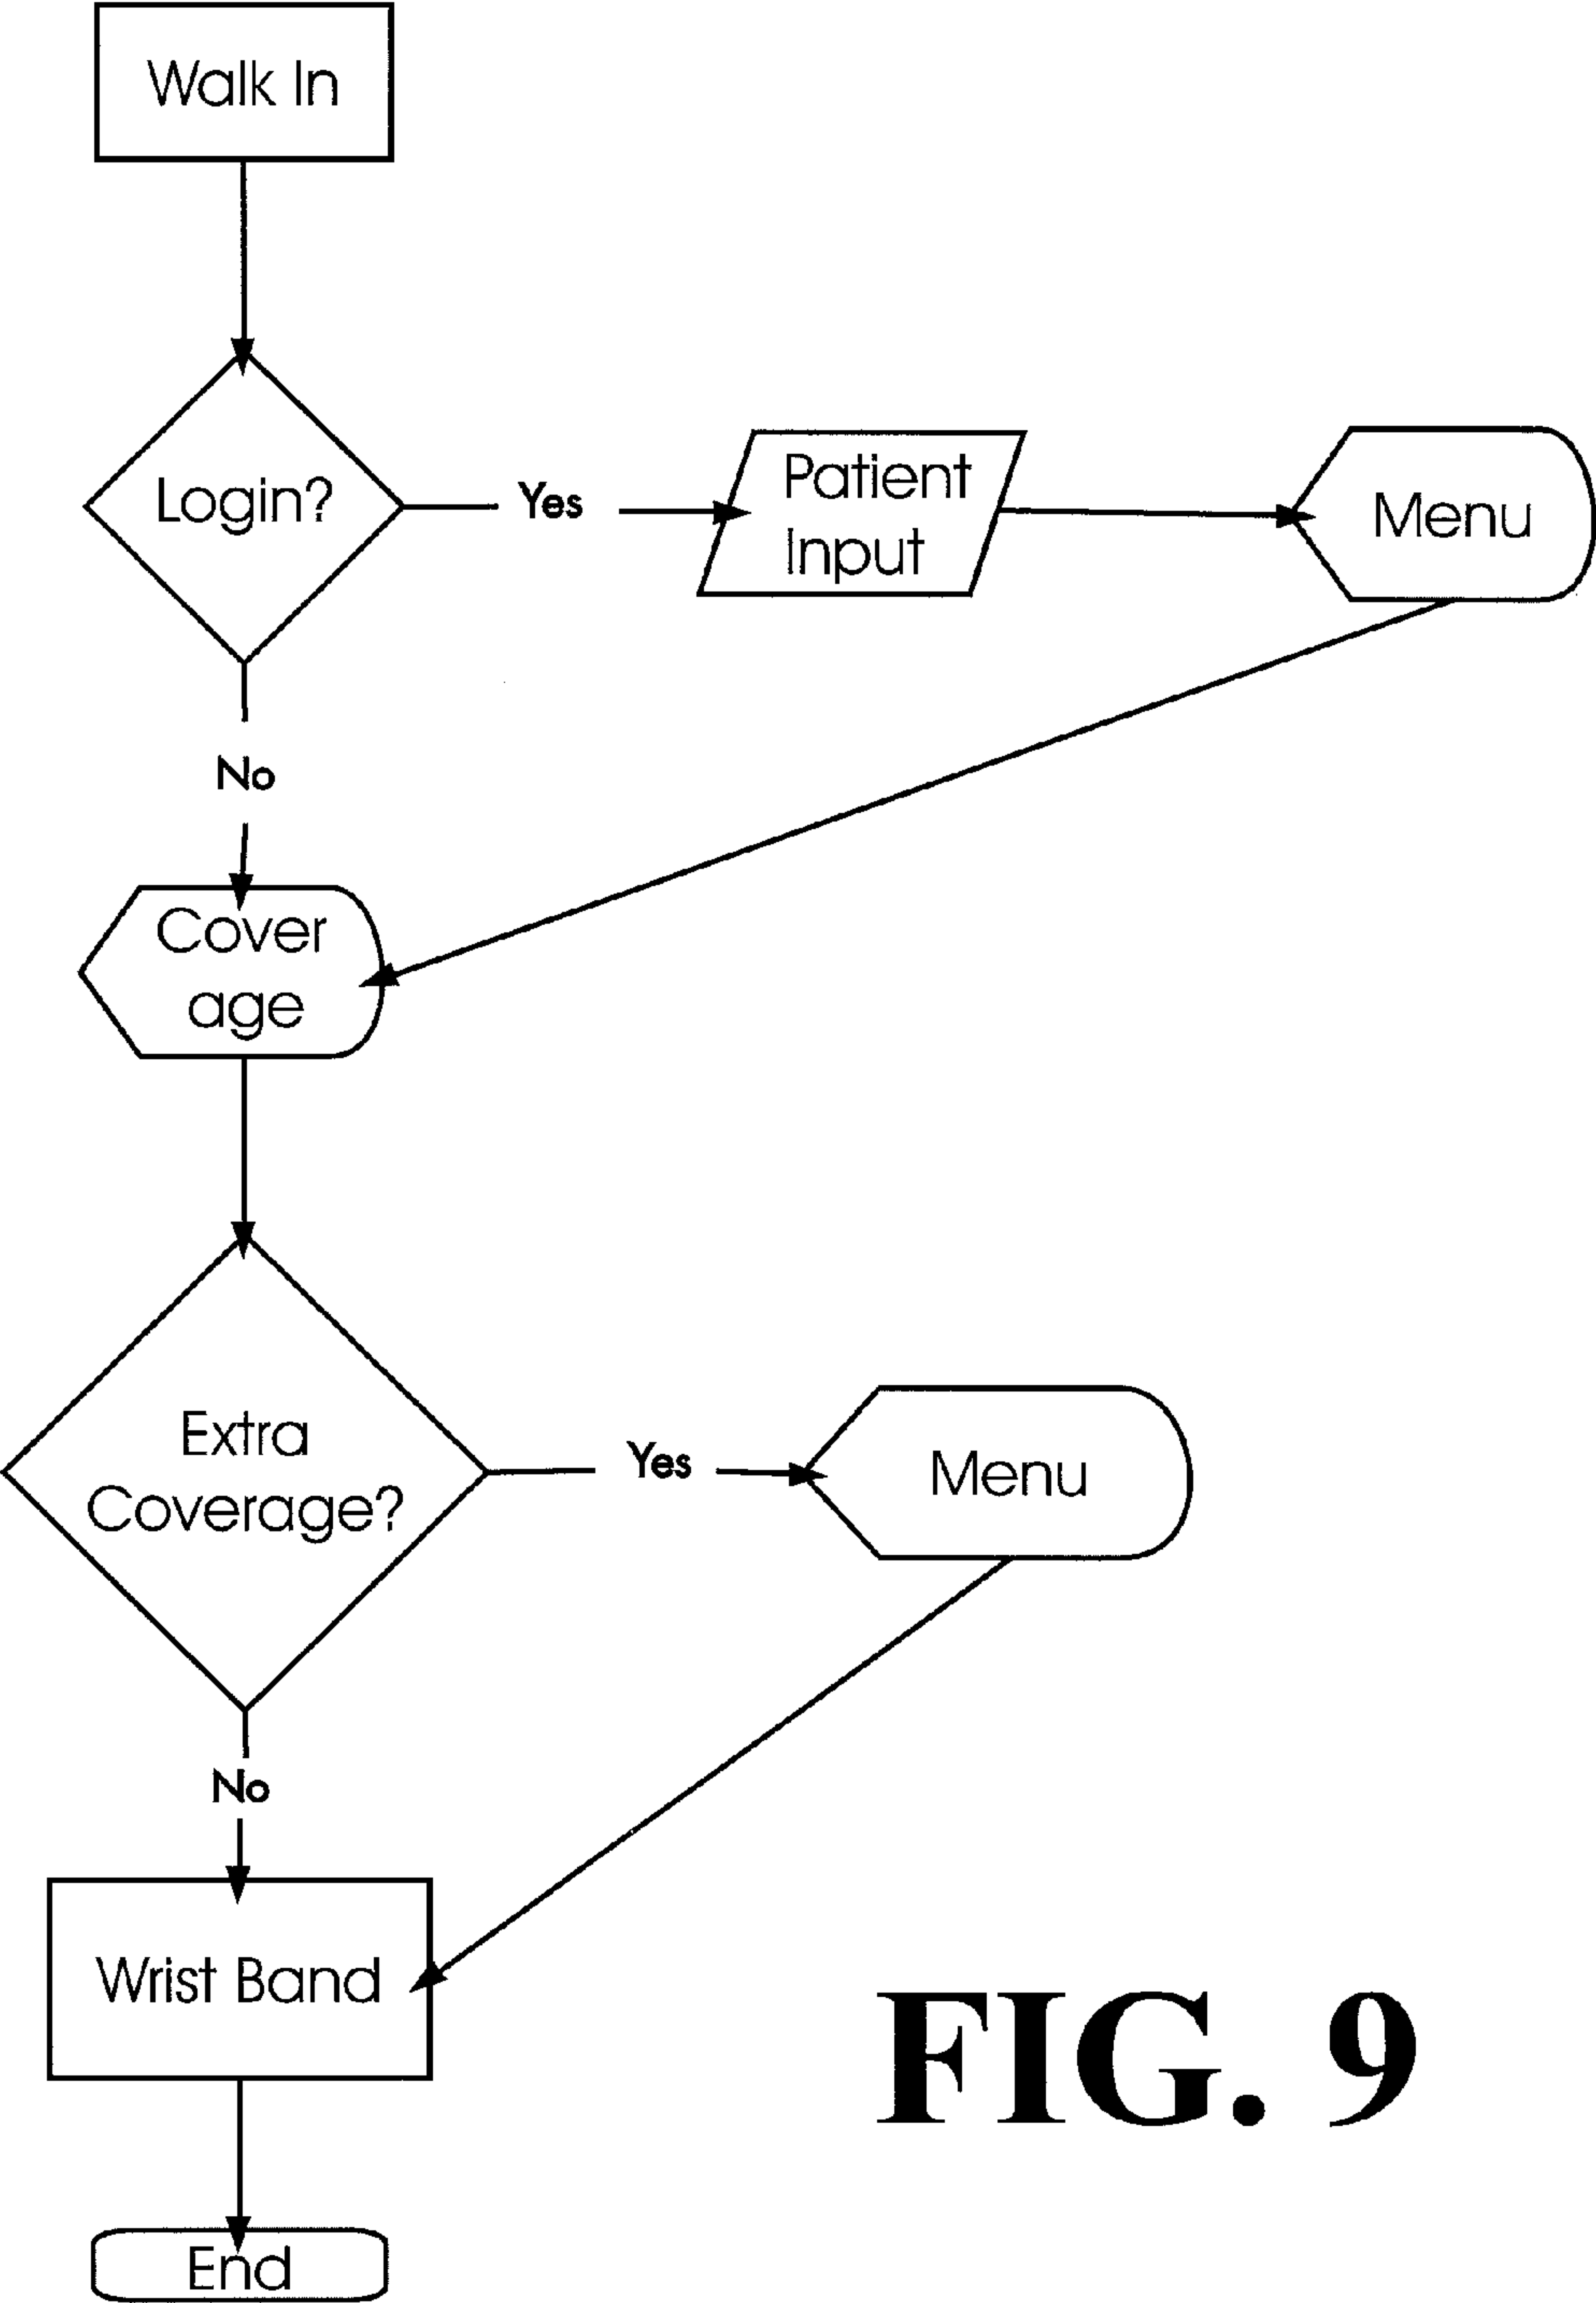 Walk In
Login?
Yes
Patient
Input
Menu
No
Cover
age
Extra
Coverage?
Yes
Menu
No
Wrist Band
End
FIG. 9